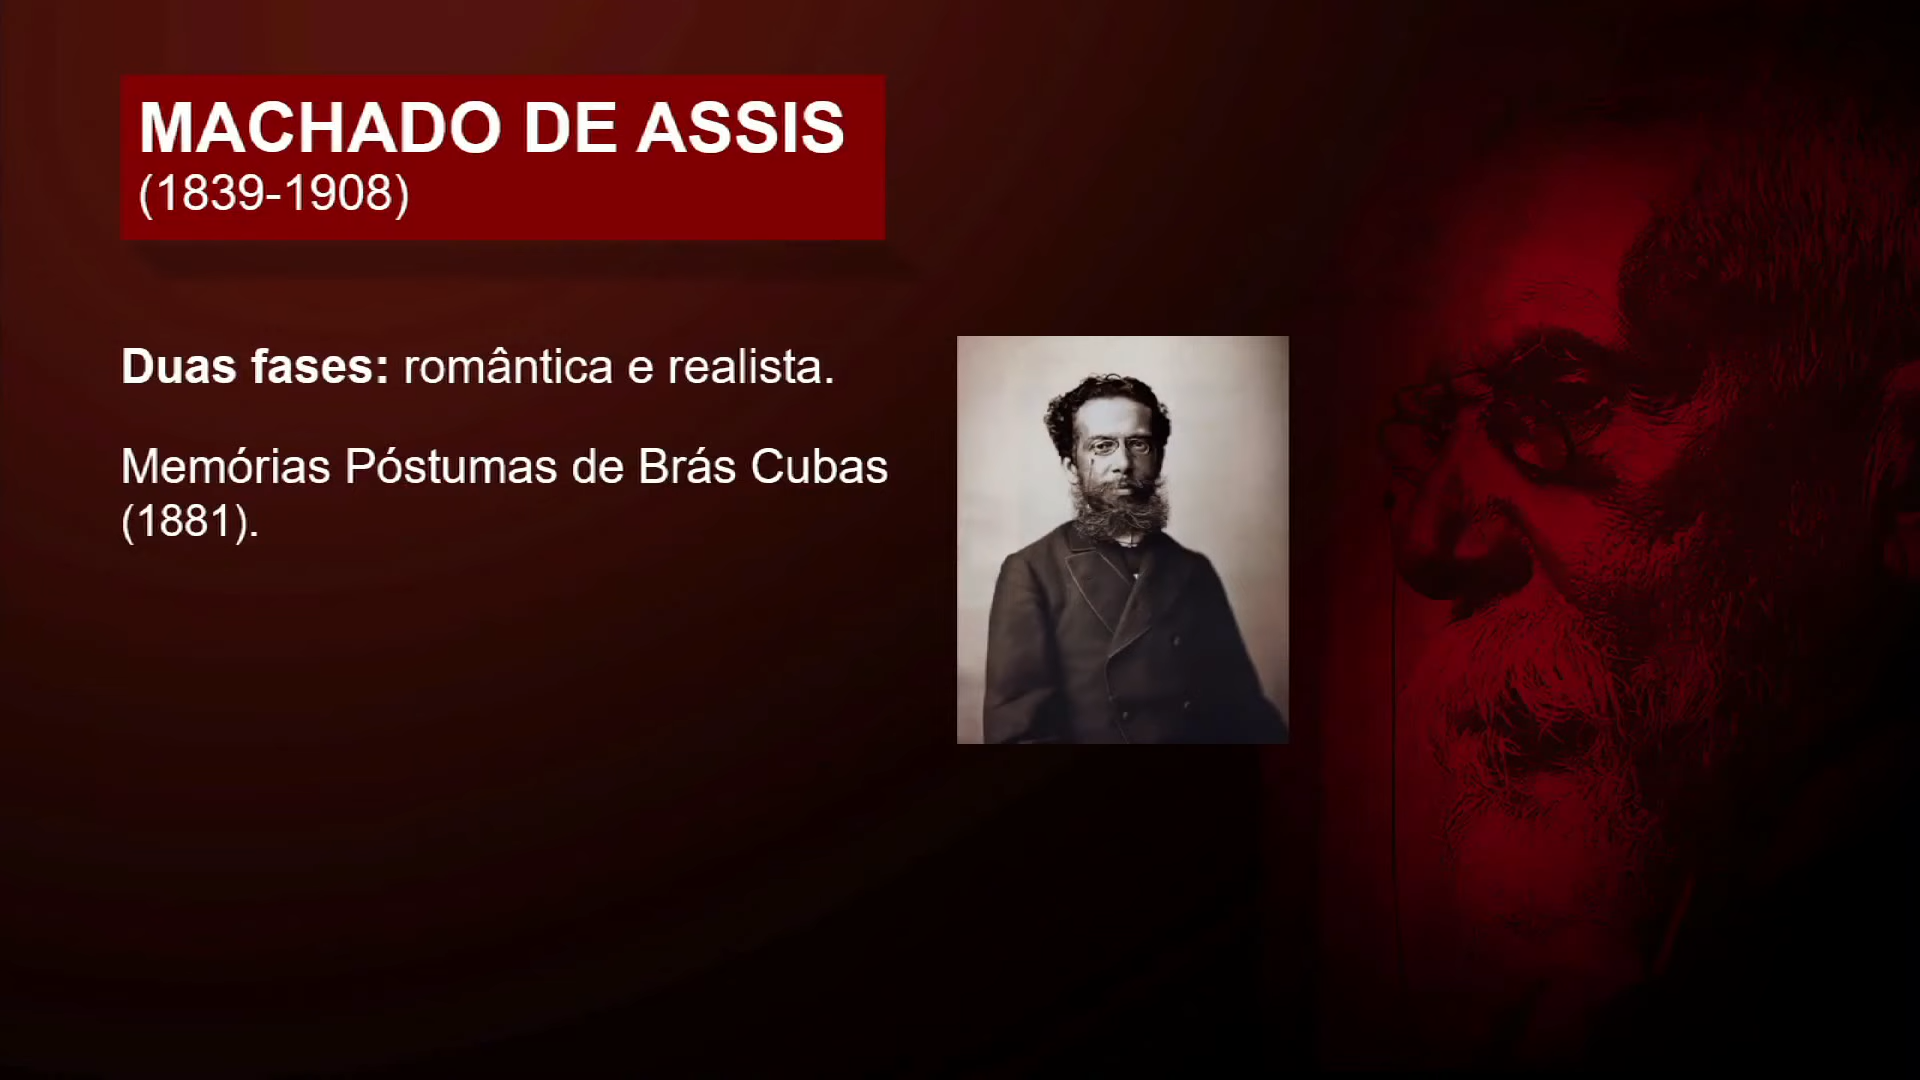 MACHADO DE ASSIS
(1839-1908)
Duas fases: romântica e realista.
Memórias Póstumas de Brás Cubas
(1881).